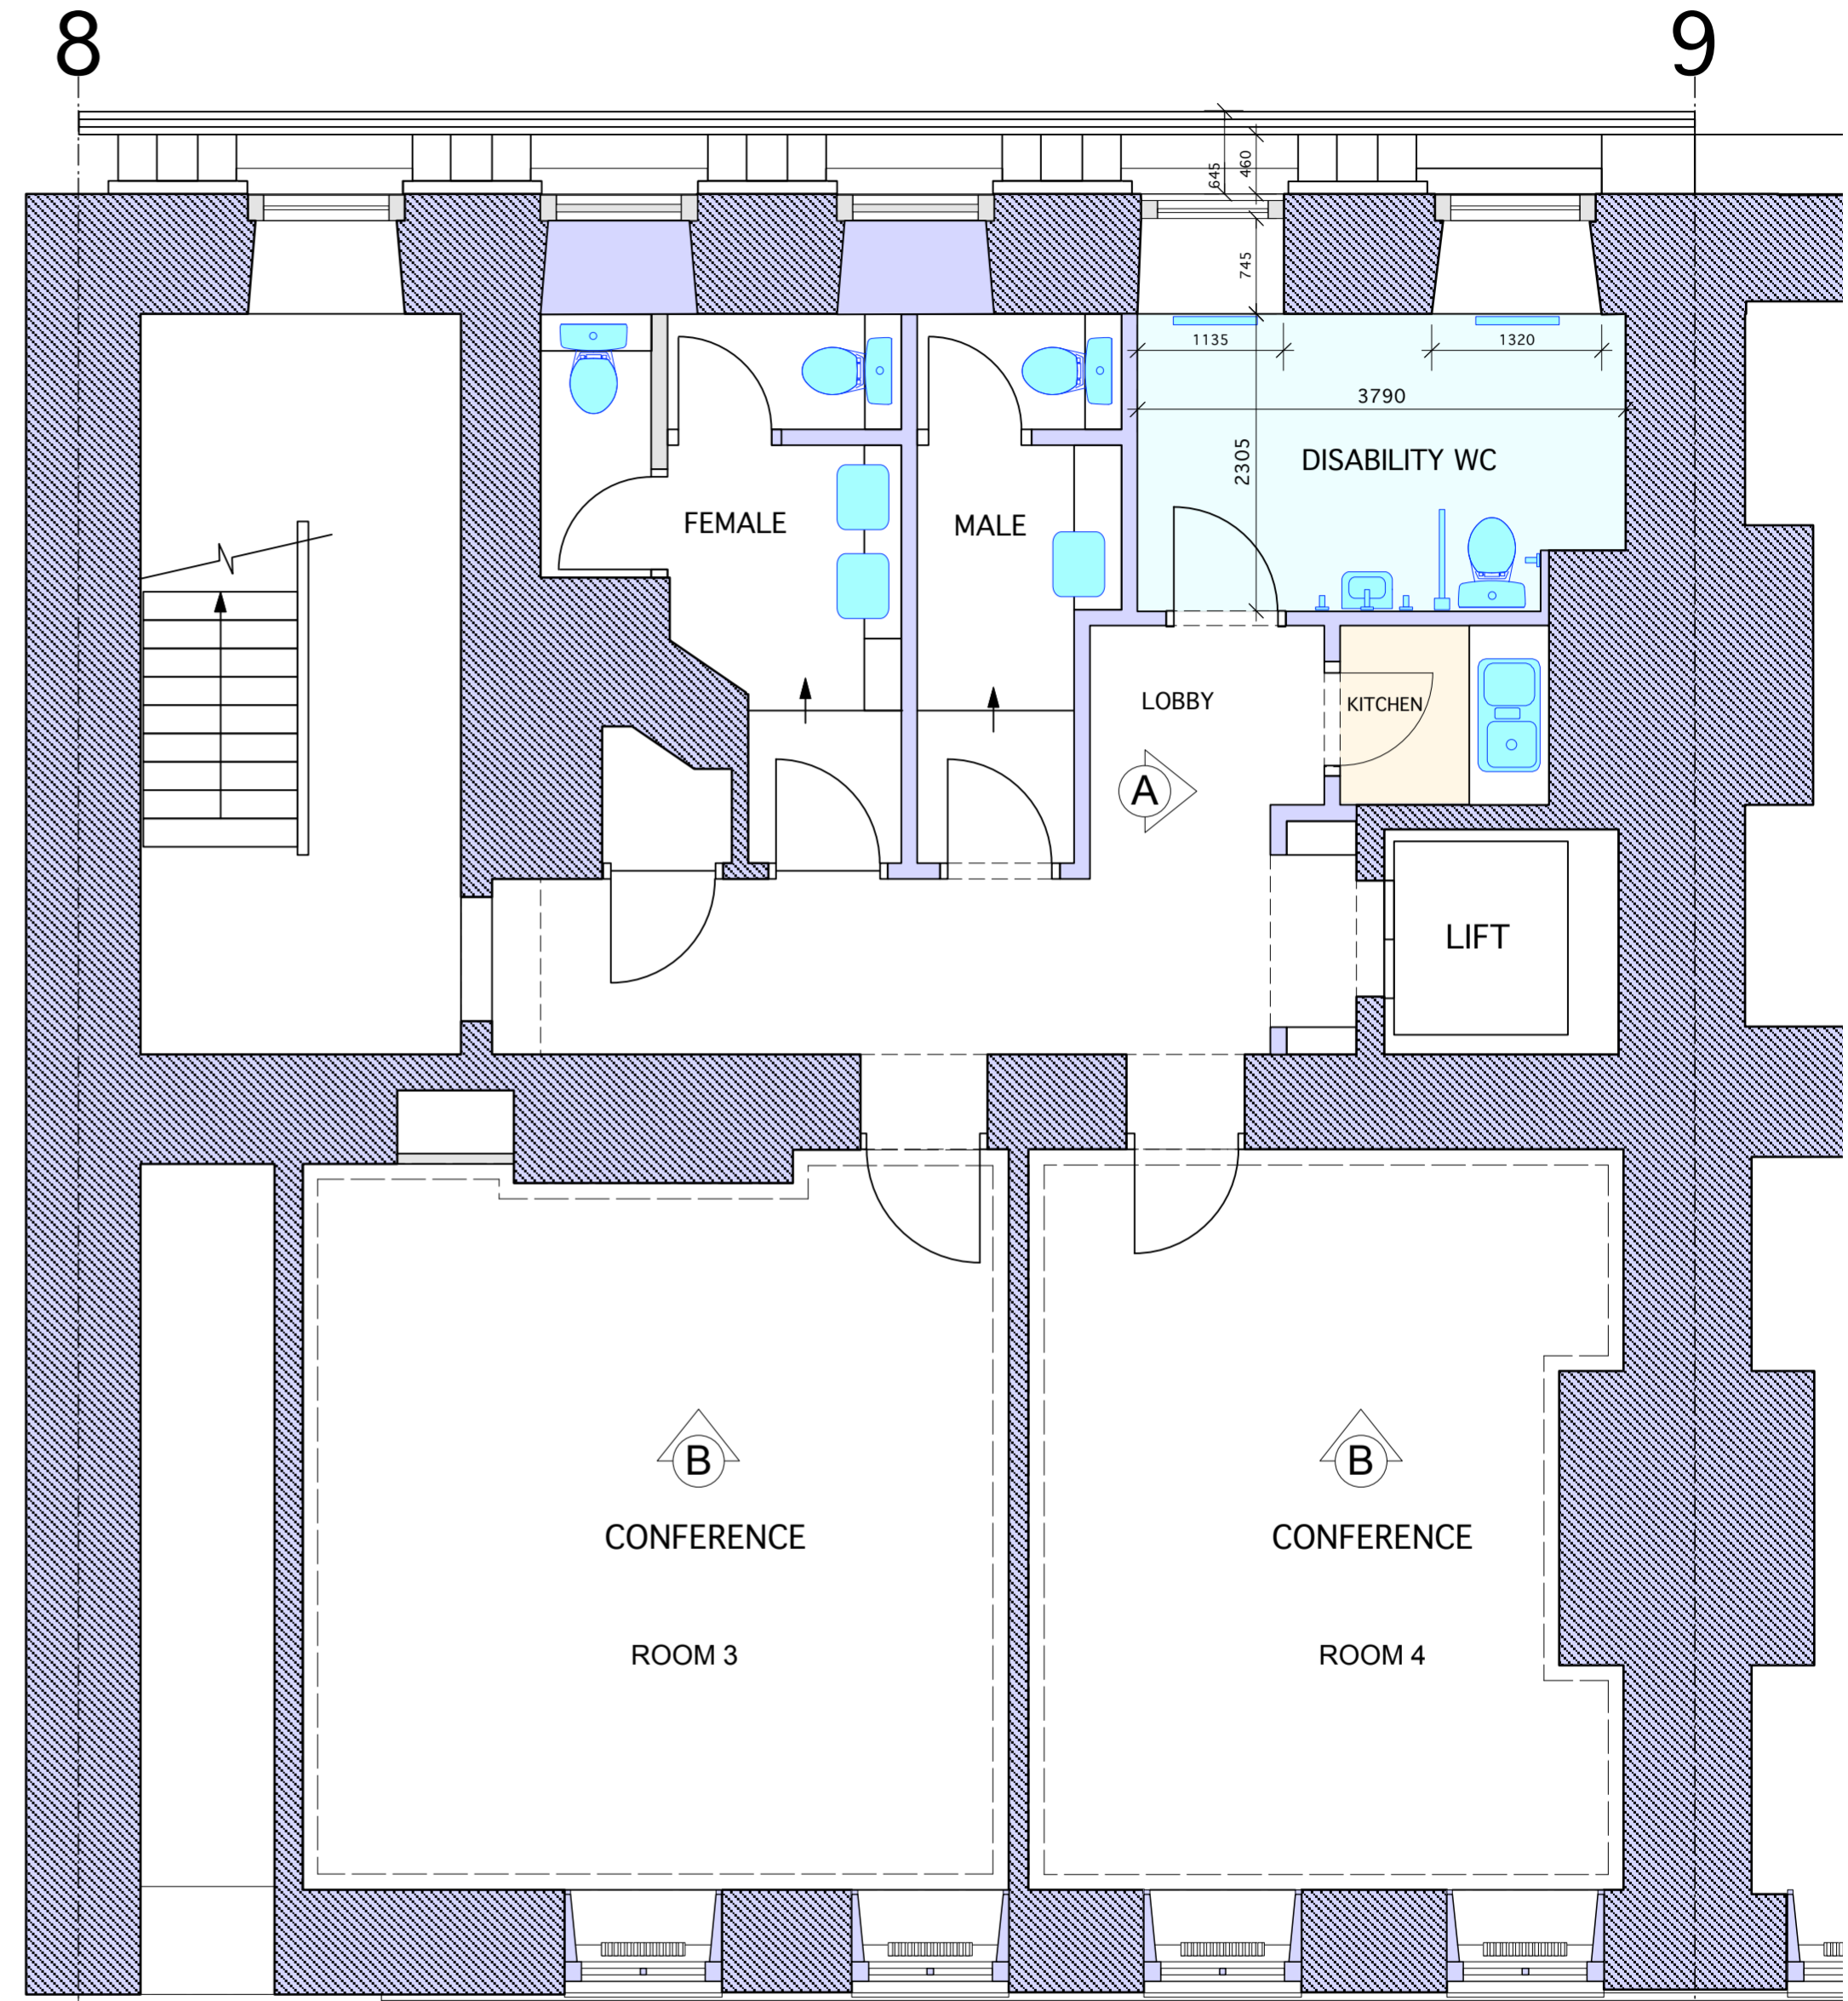 8
9
645
460
745
1135
1320
3790
2305
DISABILITY WC
FEMALE
MALE
LOBBY
KITCHEN
A
LIFT
B
B
CONFERENCE
CONFERENCE
ROOM 3
ROOM 4